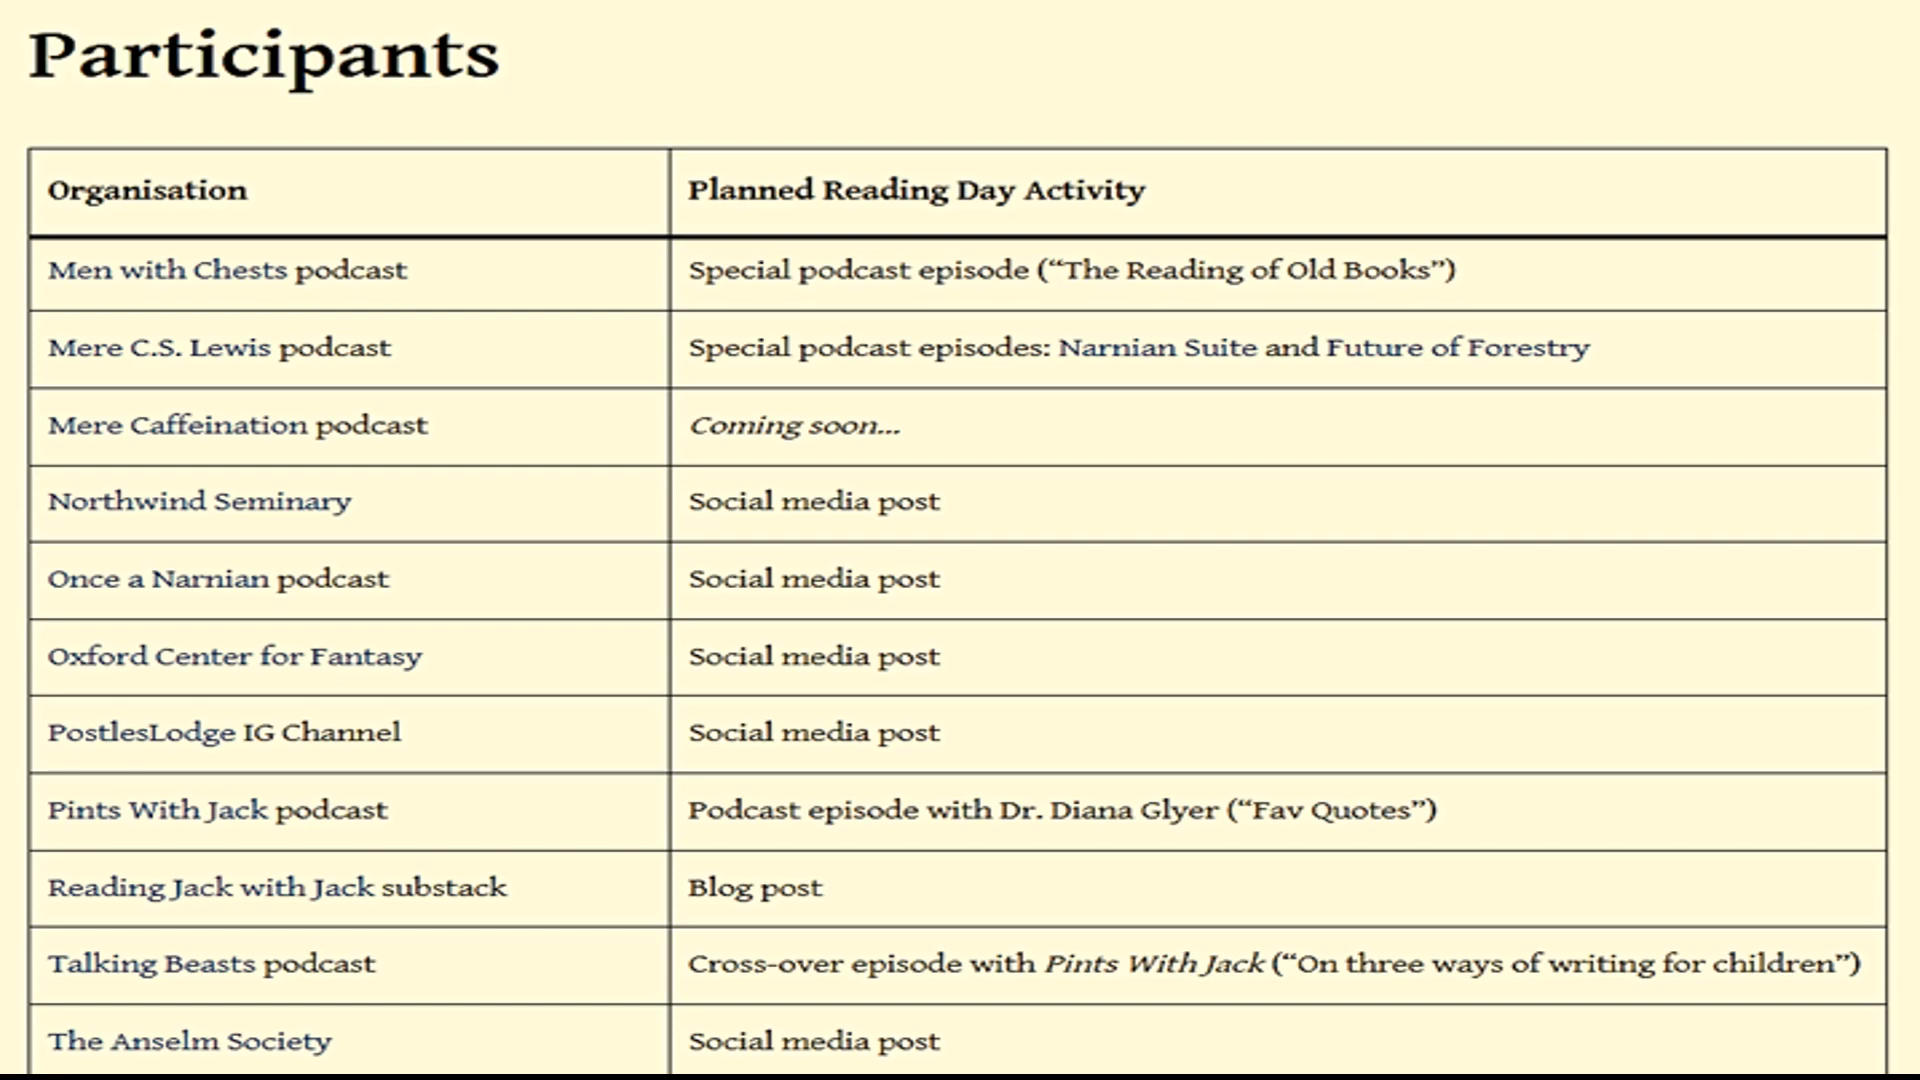 Participants
Organisation Planned Reading Day Activity
Men with Chests podcast Special podcast episode (“The Reading of Old Books”)
Mere C.S. Lewis podcast Special podcast episodes: Narnian Suite and Future of Forestry
Mere Caffeination podcast Coming soon...
Northwind Seminary Social media post
Once a Narnian podcast Social media post
Oxford Center for Fantasy Social media post
PostlesLodge IG Channel Social media post
Pints With Jack podcast Podcast episode with Dr. Diana Glyer (“Fav Quotes”)
Reading Jack with Jack substack Blog post
Talking Beasts podcast Cross-over episode with Pints With Jack (“On three ways of writing for children”)
The Anselm Society Social media post